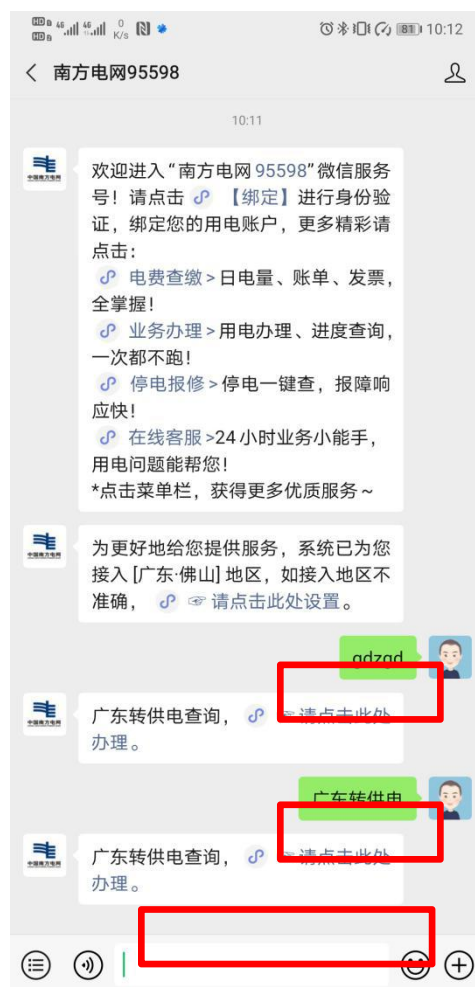 HD B 46 46 0 K/s 81 10:12
南方电网95598
10:11
欢迎进入“南方电网 95598”微信服务
号！请点击 【绑定】进行身份验
证，绑定您的用电账户，更多精彩请
点击：
电费查缴 > 日电量、账单、发票，
全掌握！
业务办理 > 用电办理、进度查询，
一次都不跑！
停电报修 > 停电一键查，报障响
应快！
在线客服 >24 小时业务小能手，
用电问题能帮您！
*点击菜单栏，获得更多优质服务～
为更好地给您提供服务，系统已为您
接入 [广东·佛山] 地区，如接入地区不
准确， ☞ 请点击此处设置。
gdzgd
广东转供电查询， ☞ 请点击此处
办理。
广东转供电
广东转供电查询， ☞ 请点击此处
办理。